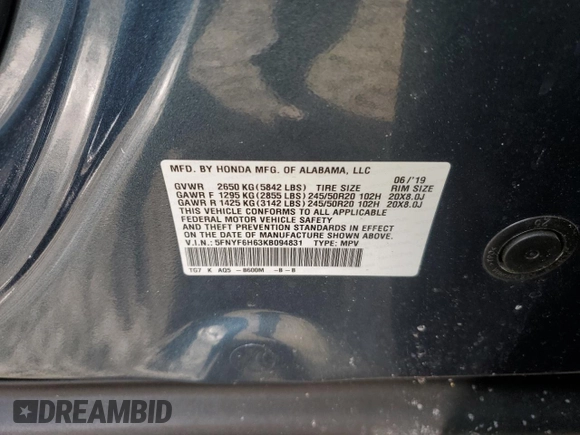 MFD. BY HONDA MFG. OF ALABAMA, LLC 06/'19
GVWR 2650 KG (5842 LBS) TIRE SIZE RIM SIZE
GAWR F 1295 KG (2855 LBS) 245/50R20 102H 20X8.0J
GAWR R 1425 KG (3142 LBS) 245/50R20 102H 20X8.0J
THIS VEHICLE CONFORMS TO ALL APPLICABLE
FEDERAL MOTOR VEHICLE SAFETY
AND THEFT PREVENTION STANDARDS IN EFFECT
ON THE DATE OF MANUFACTURE SHOWN ABOVE.
V.I.N.: 5FNYF6H63KB094831 TYPE: MPV
TG7 K AQ5 -B600M -B -B
DREAMBID